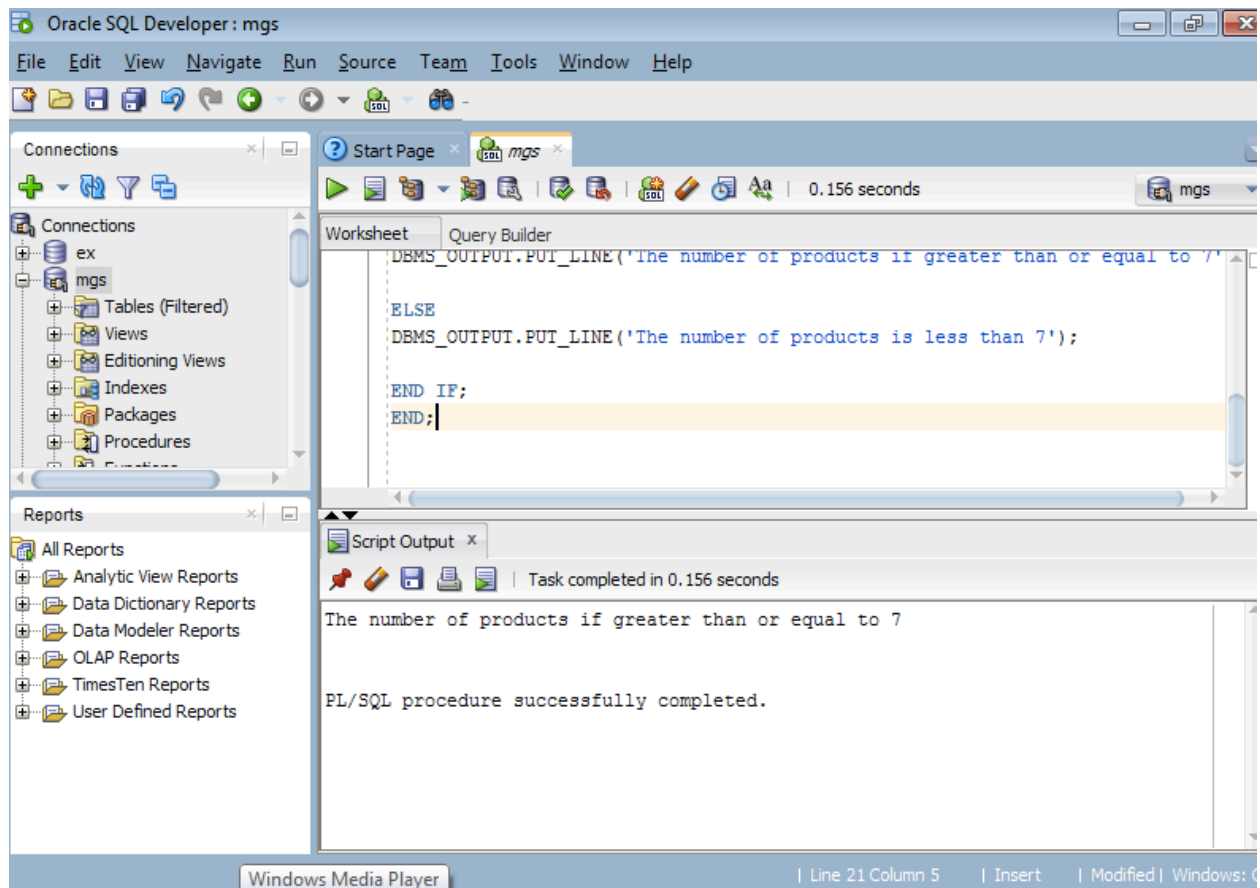 Oracle SQL Developer : mgs
File Edit View Navigate Run Source Team Tools Window Help
SQL
Connections
Connections
ex
mgs
Tables (Filtered)
Views
Editioning Views
Indexes
Packages
Procedures
Functions
Reports
All Reports
Analytic View Reports
Data Dictionary Reports
Data Modeler Reports
OLAP Reports
TimesTen Reports
User Defined Reports
Start Page
SQL mgs
SQL Aa 0.156 seconds
mgs
Worksheet Query Builder
DBMS_OUTPUT.PUT_LINE('The number of products if greater than or equal to 7'
ELSE
DBMS_OUTPUT.PUT_LINE('The number of products is less than 7');
END IF;
END;
Script Output x
Task completed in 0.156 seconds
The number of products if greater than or equal to 7
PL/SQL procedure successfully completed.
Windows Media Player
| Line 21 Column 5 | Insert | Modified | Windows: